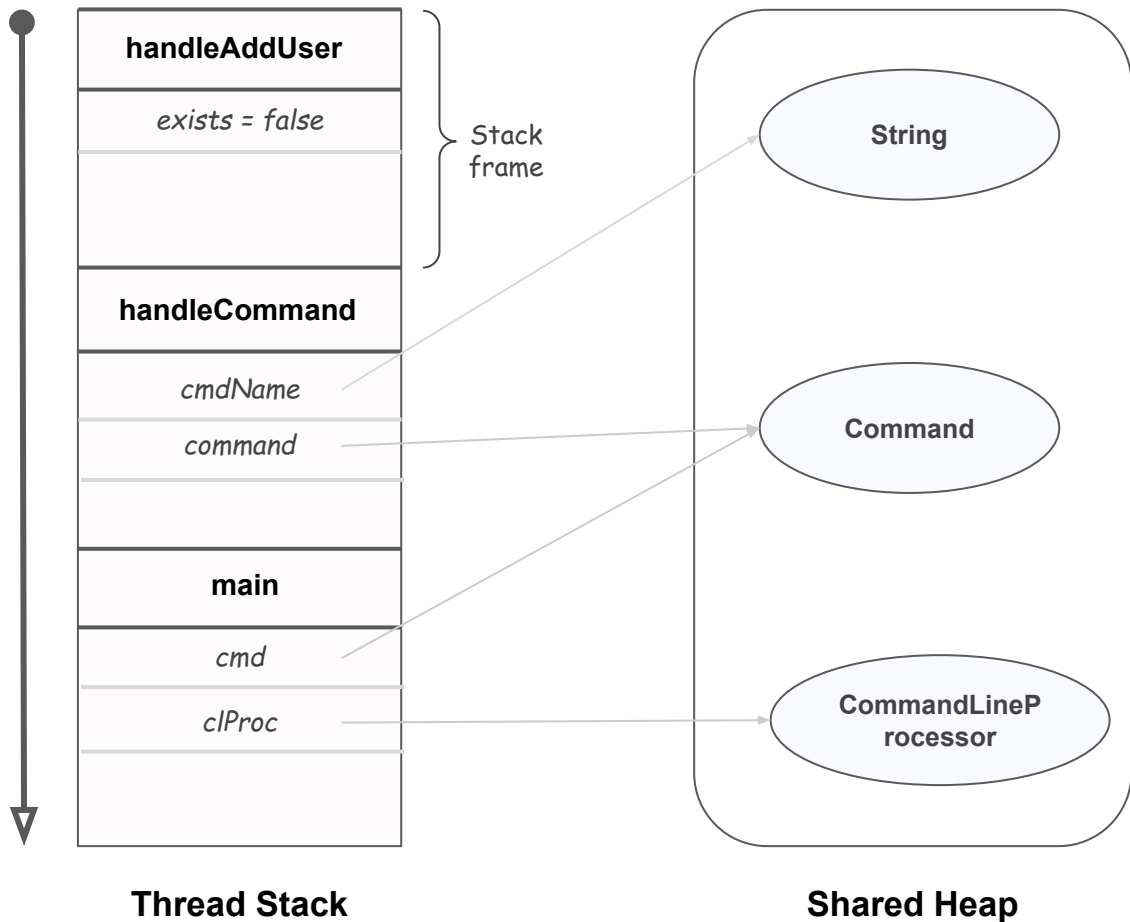 handleAddUser
exists = false
Stack
frame
handleCommand
cmdName
command
main
cmd
clProc
Thread Stack
String
Command
CommandLineP
rocessor
Shared Heap